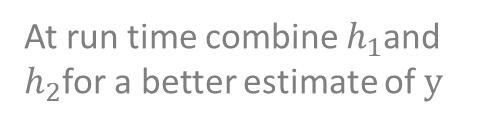 At run time combine h₁and
h₂for a better estimate of y